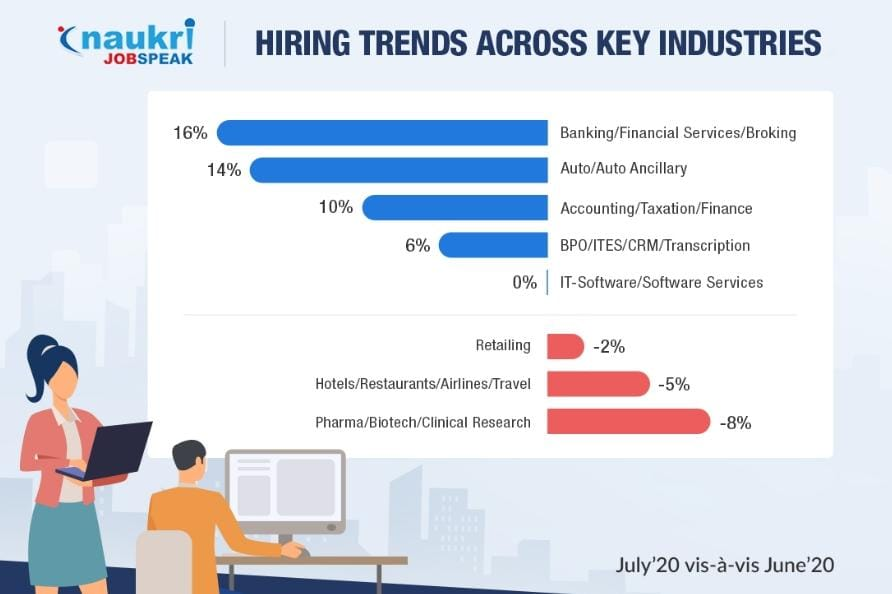 naukri
JOBSPEAK
HIRING TRENDS ACROSS KEY INDUSTRIES
16% Banking/Financial Services/Broking
14% Auto/Auto Ancillary
10% Accounting/Taxation/Finance
6% BPO/ITES/CRM/Transcription
0% IT-Software/Software Services
Retailing -2%
Hotels/Restaurants/Airlines/Travel -5%
Pharma/Biotech/Clinical Research -8%
July’20 vis-à-vis June’20